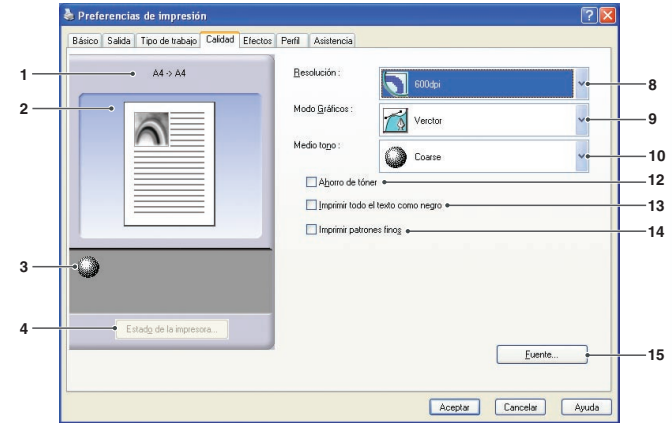 Preferencias de impresión
Básico Salida Tipo de trabajo Calidad Efectos Perfil Asistencia
1 A4 -> A4
Resolución :
2 600dpi 8
Modo Gráficos :
Verctor 9
Medio tono :
Coarse 10
Ahorro de tóner 12
Imprimir todo el texto como negro 13
Imprimir patrones finos 14
3
4 Estado de la impresora...
Fuente... 15
Aceptar Cancelar Ayuda